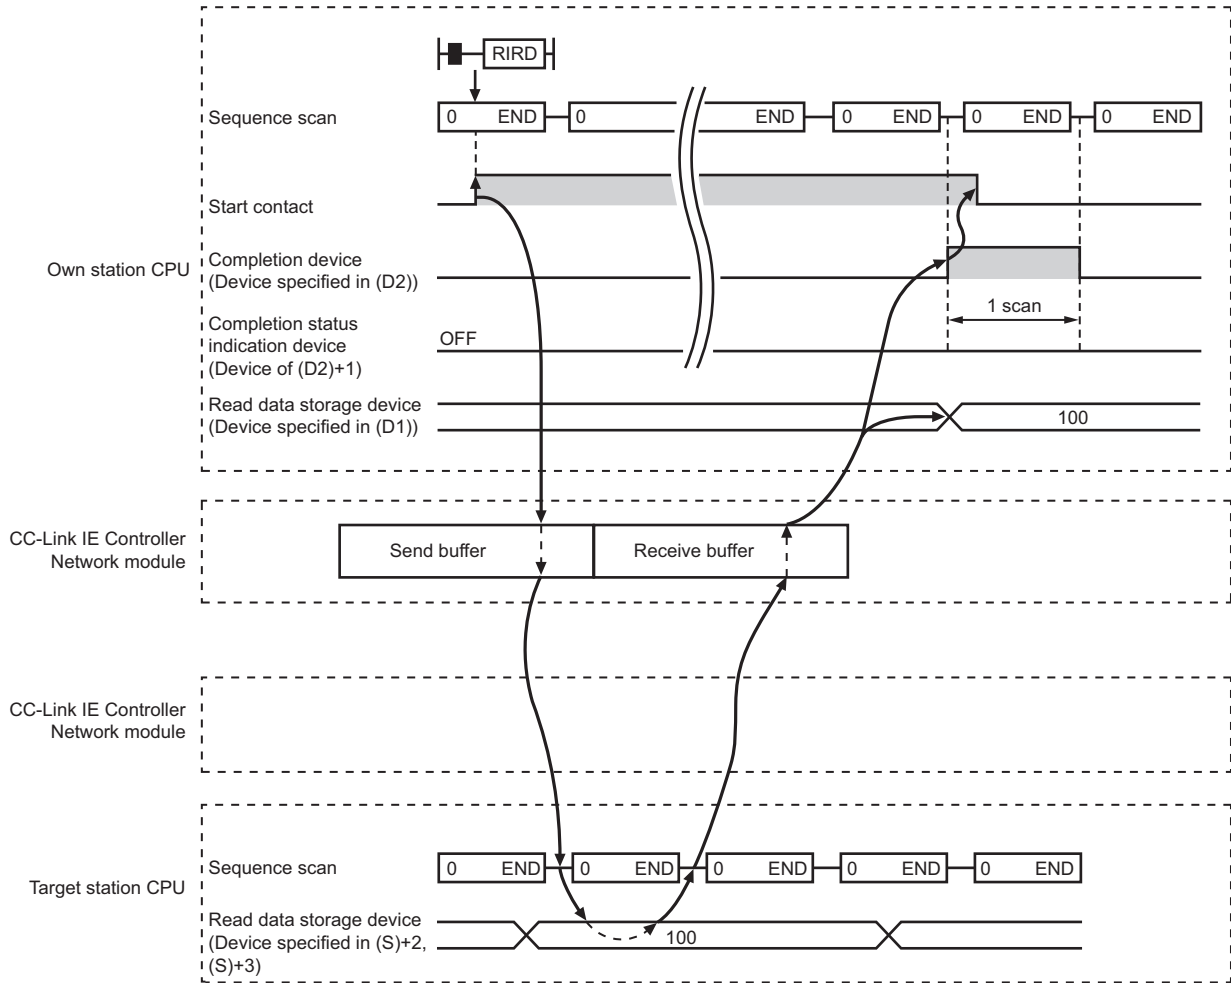 RIRD
Sequence scan
0 END 0 END 0 END 0 END 0 END
Start contact
Own station CPU
Completion device
(Device specified in (D2))
1 scan
Completion status
indication device
(Device of (D2)+1)
OFF
Read data storage device
(Device specified in (D1))
100
CC-Link IE Controller
Network module
Send buffer
Receive buffer
CC-Link IE Controller
Network module
Target station CPU
Sequence scan
0 END 0 END 0 END 0 END 0 END
Read data storage device
(Device specified in (S)+2,
(S)+3)
100